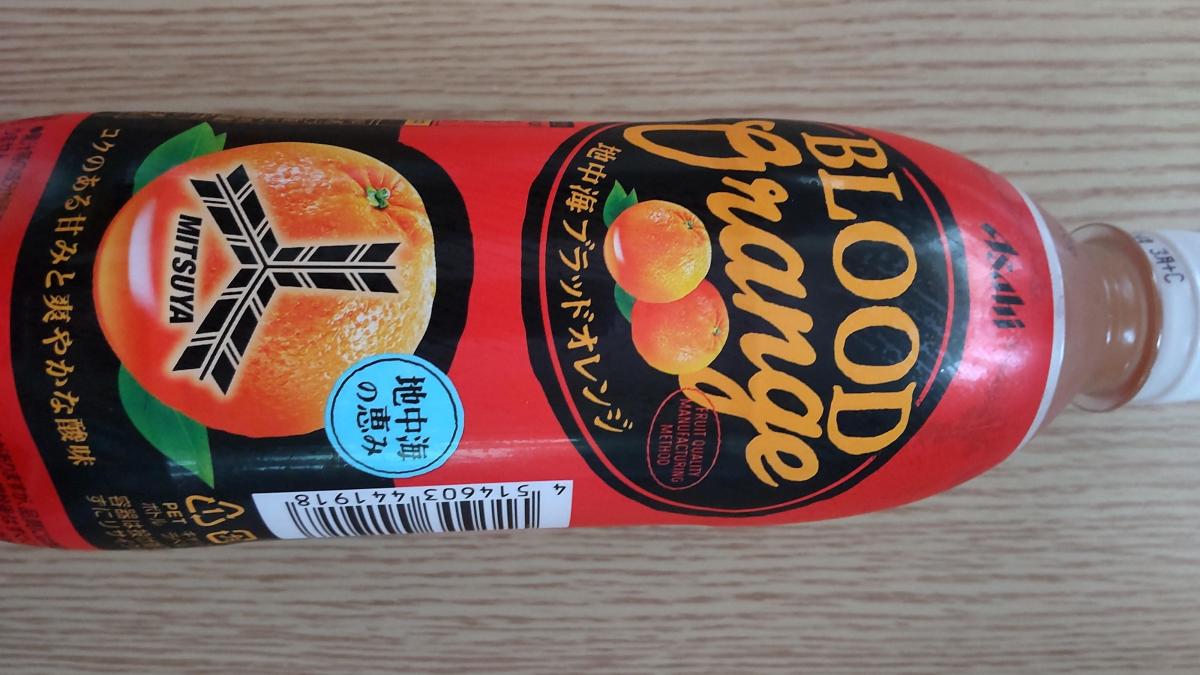 Asahi
BLOOD
Orange
地中海ブラッドオレンジ
FRUIT QUALITY
MANUFACTURING
METHOD
MITSUYA
地中海
の恵み
コクのある甘みと爽やかな酸味
4 514603 441918
PET